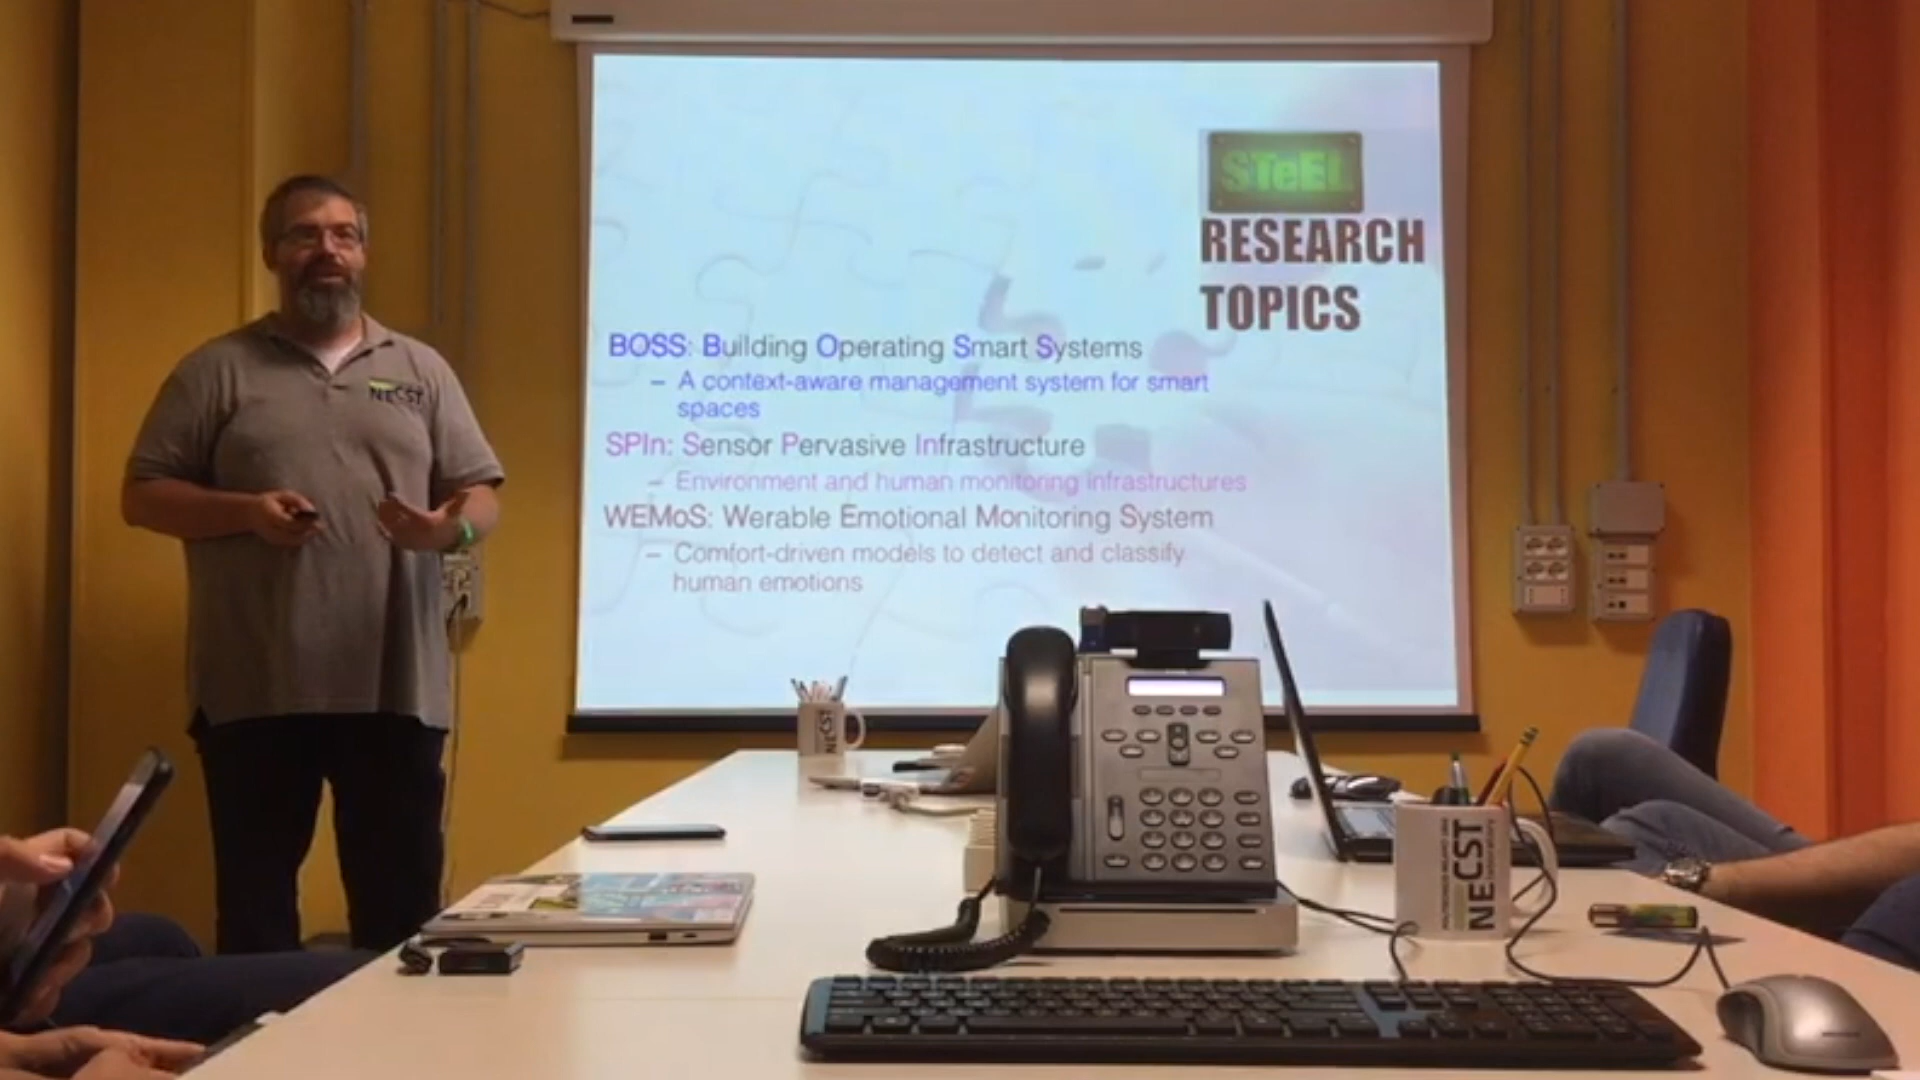 STeEL
RESEARCH
TOPICS
BOSS: Building Operating Smart Systems
– A context-aware management system for smart
spaces
SPIn: Sensor Pervasive Infrastructure
– Environment and human monitoring infrastructures
WEMoS: Werable Emotional Monitoring System
– Comfort-driven models to detect and classify
human emotions
NECST
NECST
NECST